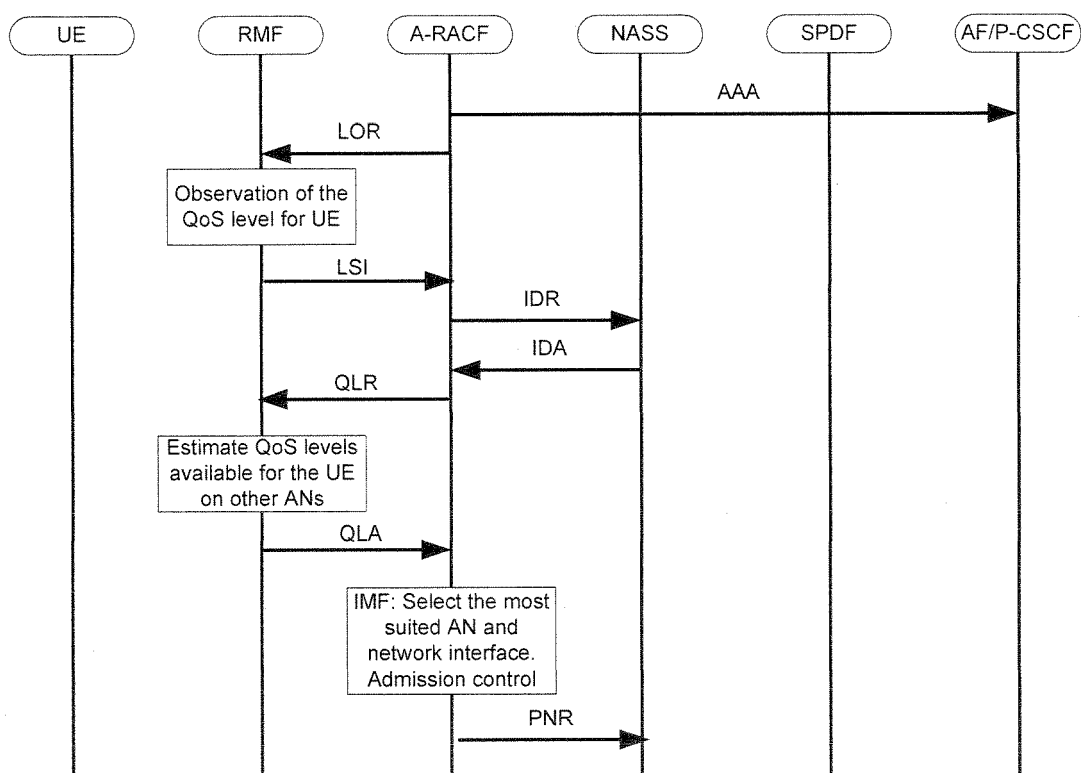 UE
RMF
A-RACF
NASS
SPDF
AF/P-CSCF
AAA
LOR
Observation of the
QoS level for UE
LSI
IDR
IDA
QLR
Estimate QoS levels
available for the UE
on other ANs
QLA
IMF: Select the most
suited AN and
network interface.
Admission control
PNR